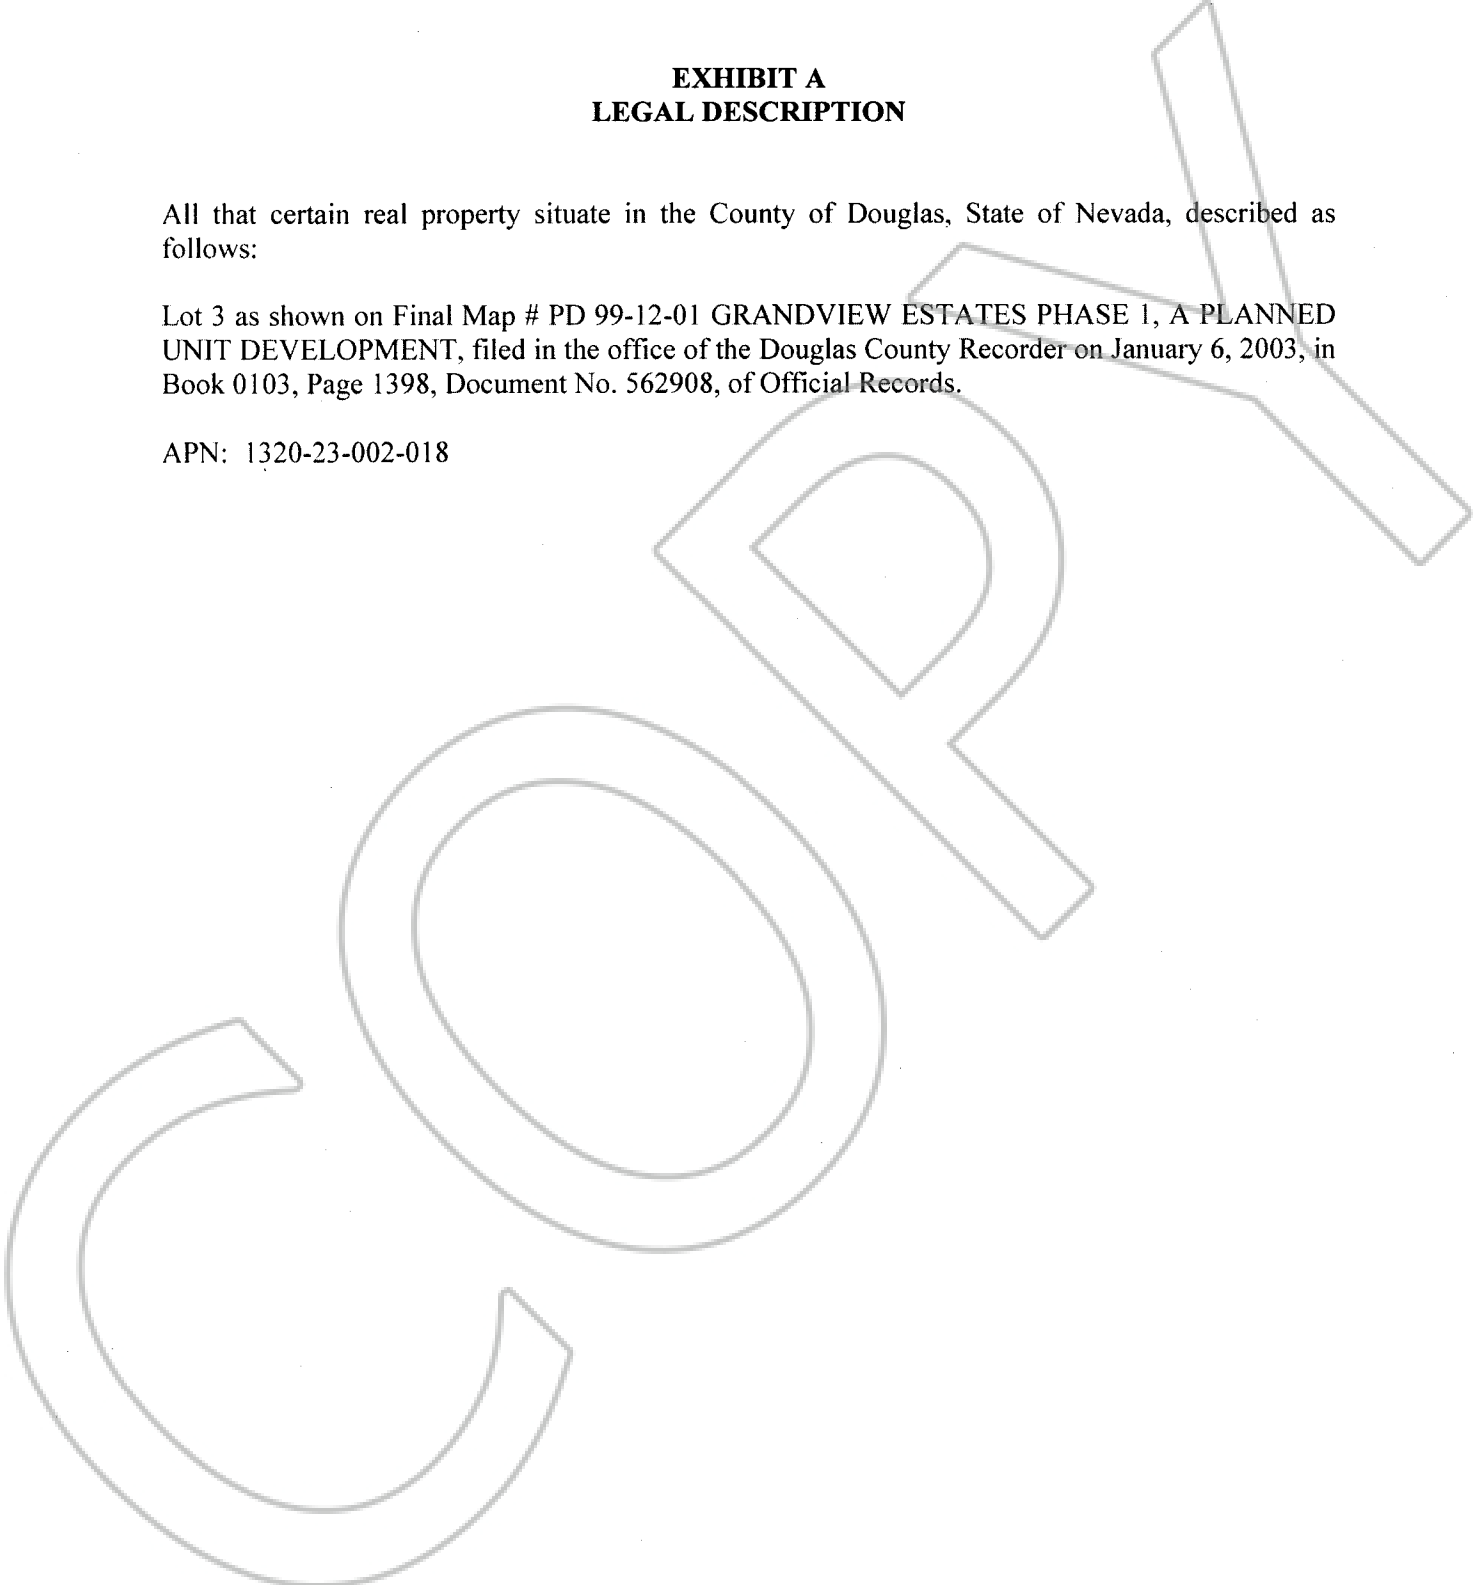 EXHIBIT A
LEGAL DESCRIPTION
All that certain real property situate in the County of Douglas, State of Nevada, described as
follows:
Lot 3 as shown on Final Map # PD 99-12-01 GRANDVIEW ESTATES PHASE 1, A PLANNED
UNIT DEVELOPMENT, filed in the office of the Douglas County Recorder on January 6, 2003, in
Book 0103, Page 1398, Document No. 562908, of Official Records.
APN: 1320-23-002-018
COPY